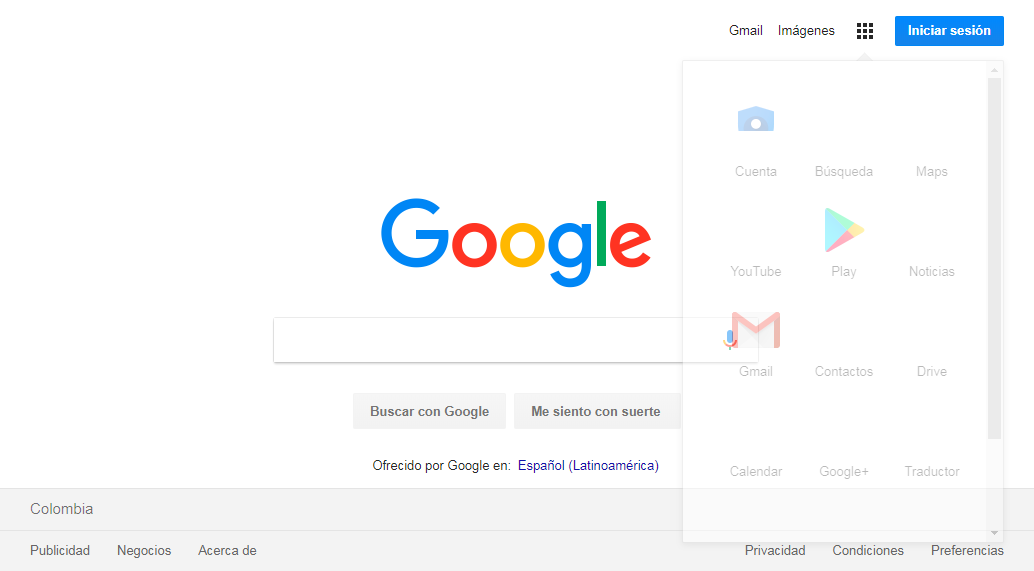 Gmail Imágenes Iniciar sesión
Cuenta Búsqueda Maps
Google
YouTube Play Noticias
Gmail Contactos Drive
Buscar con Google Me siento con suerte
Ofrecido por Google en: Español (Latinoamérica)
Calendar Google+ Traductor
Colombia
Publicidad Negocios Acerca de Privacidad Condiciones Preferencias